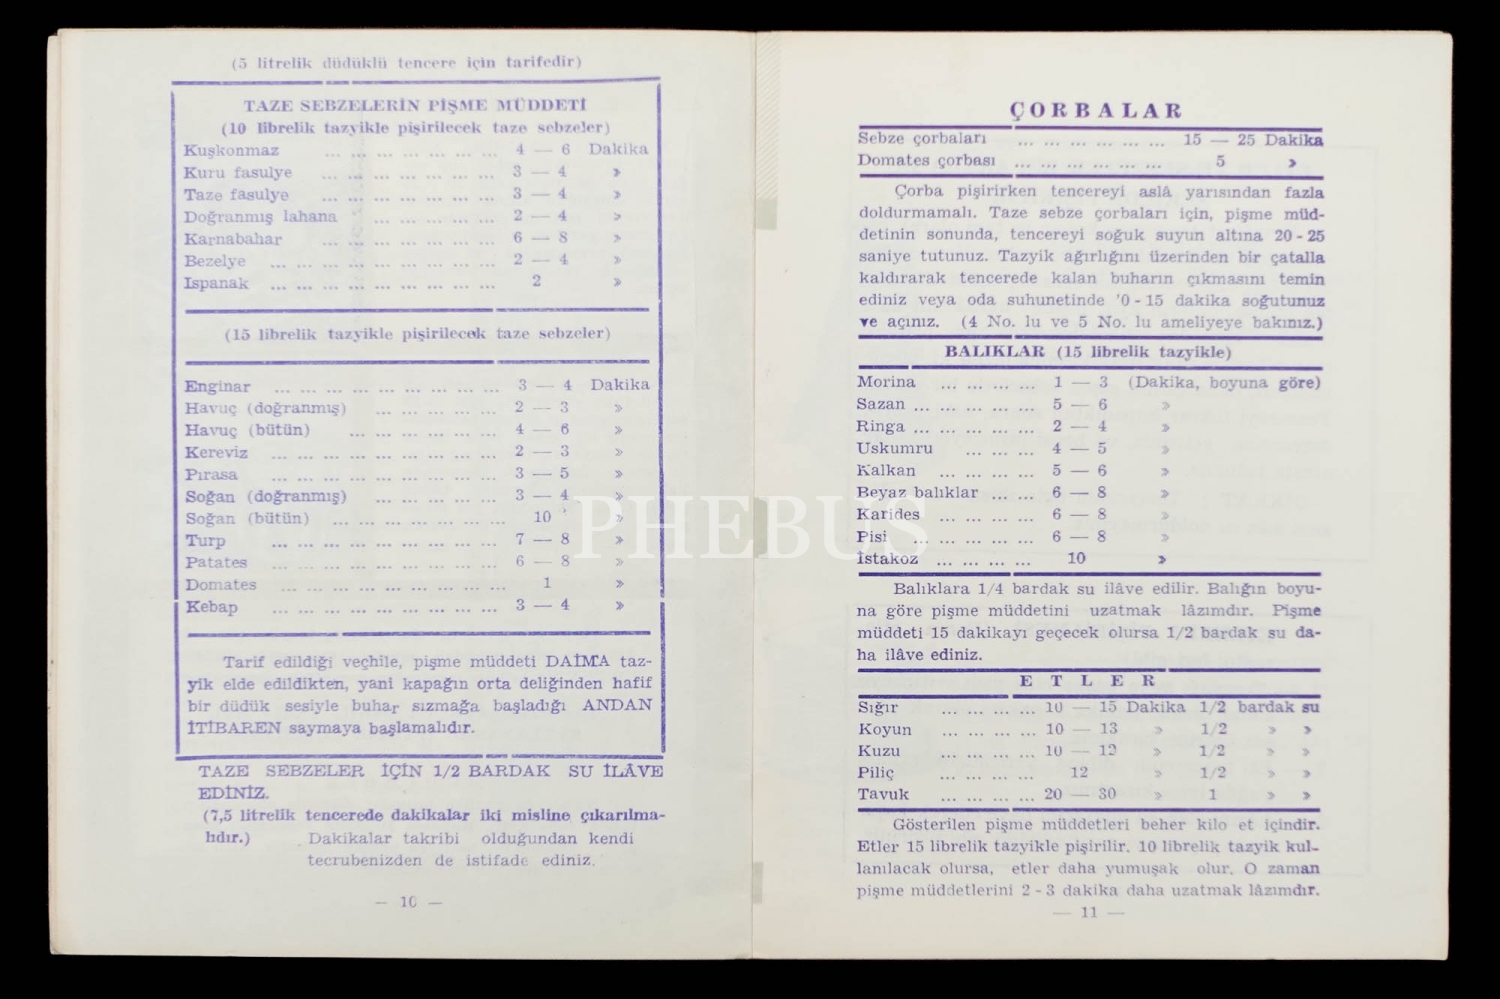 (5 litrelik düdüklü tencere için tarifedir)
TAZE SEBZELERİN PİŞME MÜDDETİ
(10 librelik tazyikle pişirilecek taze sebzeler)
Kuşkonmaz ... ... ... ... ... ... ... 4 — 6 Dakika
Kuru fasulye ... ... ... ... ... ... ... 3 — 4 »
Taze fasulye ... ... ... ... ... ... ... 3 — 4 »
Doğranmış lahana ... ... ... ... ... 2 — 4 »
Karnabahar ... ... ... ... ... ... ... 6 — 8 »
Bezelye ... ... ... ... ... ... ... ... ... 2 — 4 »
Ispanak ... ... ... ... ... ... ... ... ... 2 »
(15 librelik tazyikle pişirilecek taze sebzeler)
Enginar ... ... ... ... ... ... ... ... ... 3 — 4 Dakika
Havuç (doğranmış) ... ... ... ... ... 2 — 3 »
Havuç (bütün) ... ... ... ... ... ... 4 — 6 »
Kereviz ... ... ... ... ... ... ... ... ... 2 — 3 »
Pırasa ... ... ... ... ... ... ... ... ... 3 — 5 »
Soğan (doğranmış) ... ... ... ... ... 3 — 4 »
Soğan (bütün) ... ... ... ... ... ... ... 10 »
Turp ... ... ... ... ... ... ... ... ... 7 — 8 »
Patates ... ... ... ... ... ... ... ... ... 6 — 8 »
Domates ... ... ... ... ... ... ... ... ... 1 »
Kebap ... ... ... ... ... ... ... ... ... 3 — 4 »
Tarif edildiği veçhile, pişme müddeti DAİMA taz-
yik elde edildikten, yani kapağın orta deliğinden hafif
bir düdük sesiyle buhar sızmağa başladığı ANDAN
İTİBAREN saymaya başlamalıdır.
TAZE SEBZELER İÇİN 1/2 BARDAK SU İLÂVE
EDİNİZ.
(7,5 litrelik tencerede dakikalar iki misline çıkarılma-
lıdır.) Dakikalar takribi olduğundan kendi
tecrubenizden de istifade ediniz.
— 10 —
ÇORBALAR
Sebze çorbaları ... ... ... ... ... ... ... 15 — 25 Dakika
Domates çorbası ... ... ... ... ... ... ... 5 »
Çorba pişirirken tencereyi aslâ yarısından fazla
doldurmamalı. Taze sebze çorbaları için, pişme müd-
detinin sonunda, tencereyi soğuk suyun altına 20 - 25
saniye tutunuz. Tazyik ağırlığını üzerinden bir çatalla
kaldırarak tencerede kalan buharın çıkmasını temin
ediniz veya oda suhunetinde '0 - 15 dakika soğutunuz
ve açınız. (4 No. lu ve 5 No. lu ameliyeye bakınız.)
BALIKLAR (15 librelik tazyikle)
Morina ... ... ... ... ... 1 — 3 (Dakika, boyuna göre)
Sazan ... ... ... ... ... ... 5 — 6 »
Ringa ... ... ... ... ... ... 2 — 4 »
Uskumru ... ... ... ... 4 — 5 »
Kalkan ... ... ... ... ... 5 — 6 »
Beyaz balıklar ... ... ... 6 — 8 »
Karides ... ... ... ... ... 6 — 8 »
Pisi ... ... ... ... ... ... 6 — 8 »
İstakoz ... ... ... ... 10 »
Balıklara 1/4 bardak su ilâve edilir. Balığın boyu-
na göre pişme müddetini uzatmak lâzımdır. Pişme
müddeti 15 dakikayı geçecek olursa 1/2 bardak su da-
ha ilâve ediniz.
ETLER
Sığır ... ... ... ... ... 10 — 15 Dakika 1/2 bardak su
Koyun ... ... ... ... ... 10 — 13 » 1/2 » »
Kuzu ... ... ... ... ... 10 — 12 » 1/2 » »
Piliç ... ... ... ... ... 12 » 1/2 » »
Tavuk ... ... ... ... ... 20 — 30 » 1 » »
Gösterilen pişme müddetleri beher kilo et içindir.
Etler 15 librelik tazyikle pişirilir. 10 librelik tazyik kul-
lanılacak olursa, etler daha yumuşak olur. O zaman
pişme müddetlerini 2 - 3 dakika daha uzatmak lâzımdır.
— 11 —
PHEBUS